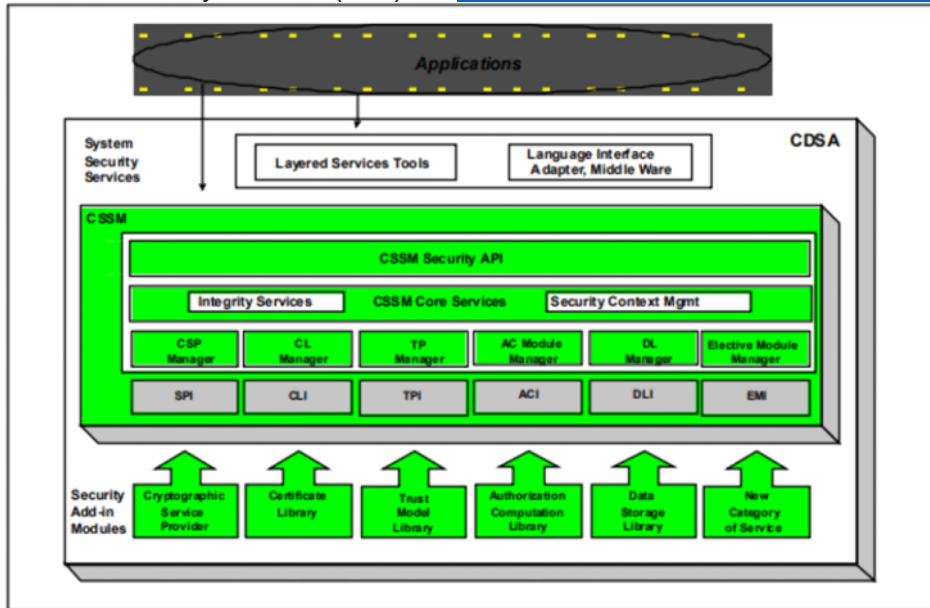 Applications
CDSA
System
Security
Services
Layered Services Tools
Language Interface
Adapter, Middle Ware
CSSM
CSSM Security API
Integrity Services
CSSM Core Services
Security Context Mgmt
CSP
Manager
CL
Manager
TP
Manager
AC Module
Manager
DL
Manager
Elective Module
Manager
SPI
CLI
TPI
ACI
DLI
EMI
Security
Add-in
Modules
Cryptographic
Service
Provider
Certificate
Library
Trust
Model
Library
Authorization
Computation
Library
Data
Storage
Library
New
Category
of Service